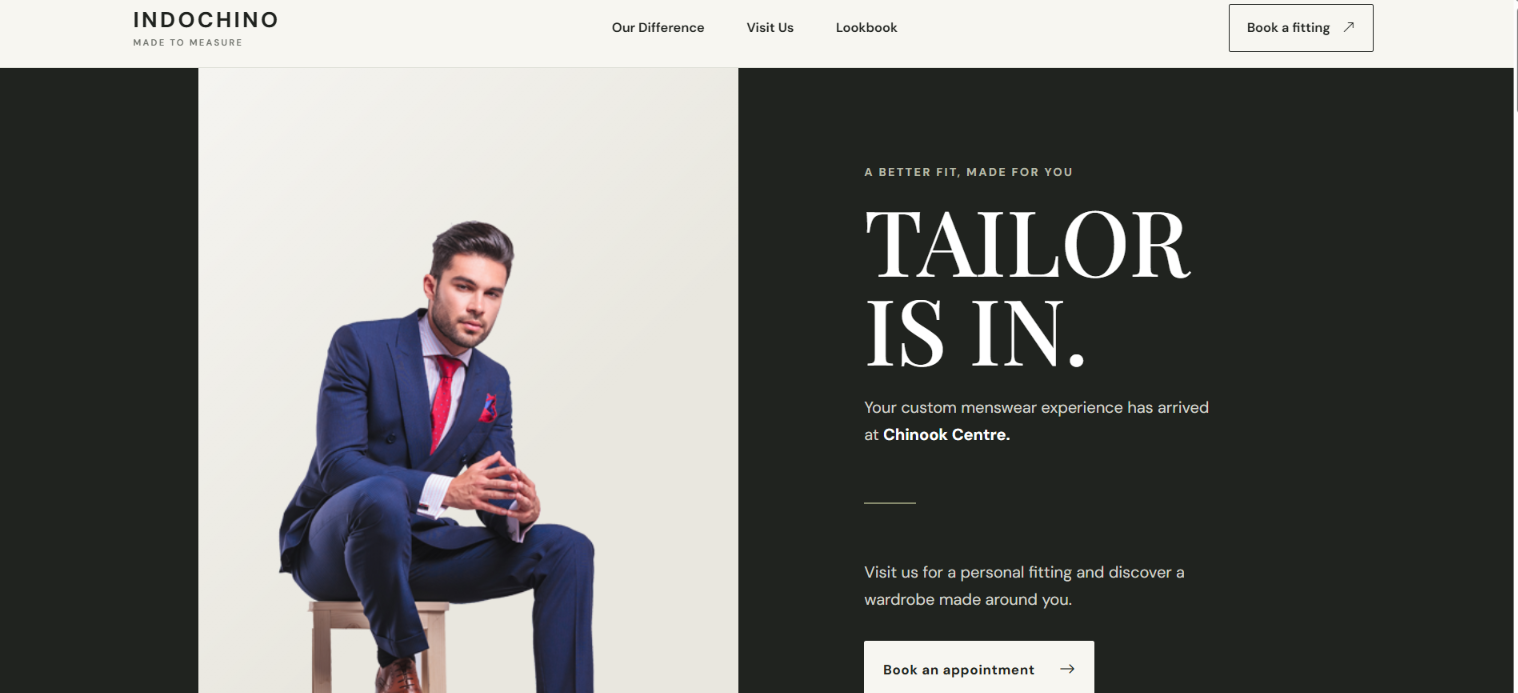 INDOCHINO
MADE TO MEASURE
Our Difference
Visit Us
Lookbook
Book a fitting
A BETTER FIT, MADE FOR YOU
TAILOR
IS IN.
Your custom menswear experience has arrived
at Chinook Centre.
Visit us for a personal fitting and discover a
wardrobe made around you.
Book an appointment